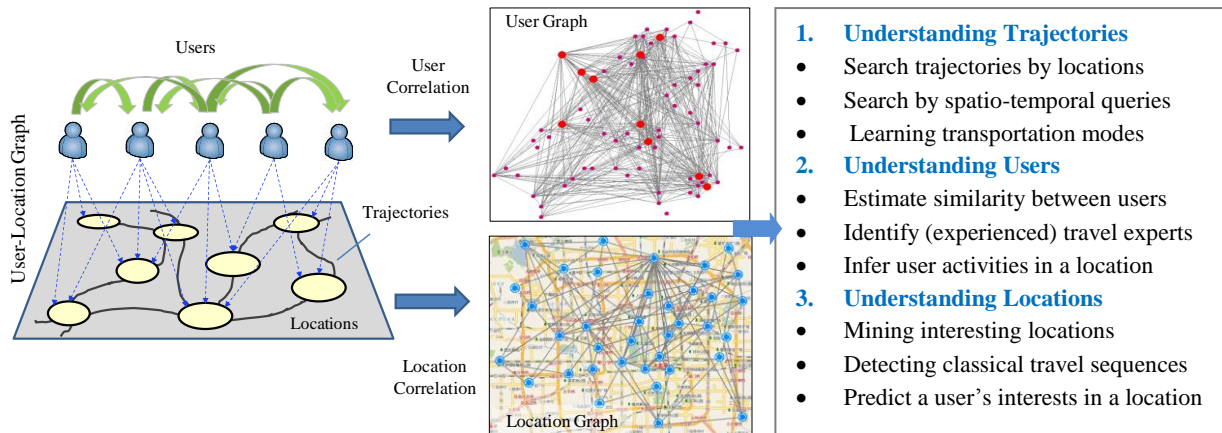 Users
User-Location Graph
Trajectories
Locations
User
Correlation
Location
Correlation
User Graph
Location Graph
1. Understanding Trajectories
• Search trajectories by locations
• Search by spatio-temporal queries
• Learning transportation modes
2. Understanding Users
• Estimate similarity between users
• Identify (experienced) travel experts
• Infer user activities in a location
3. Understanding Locations
• Mining interesting locations
• Detecting classical travel sequences
• Predict a user's interests in a location